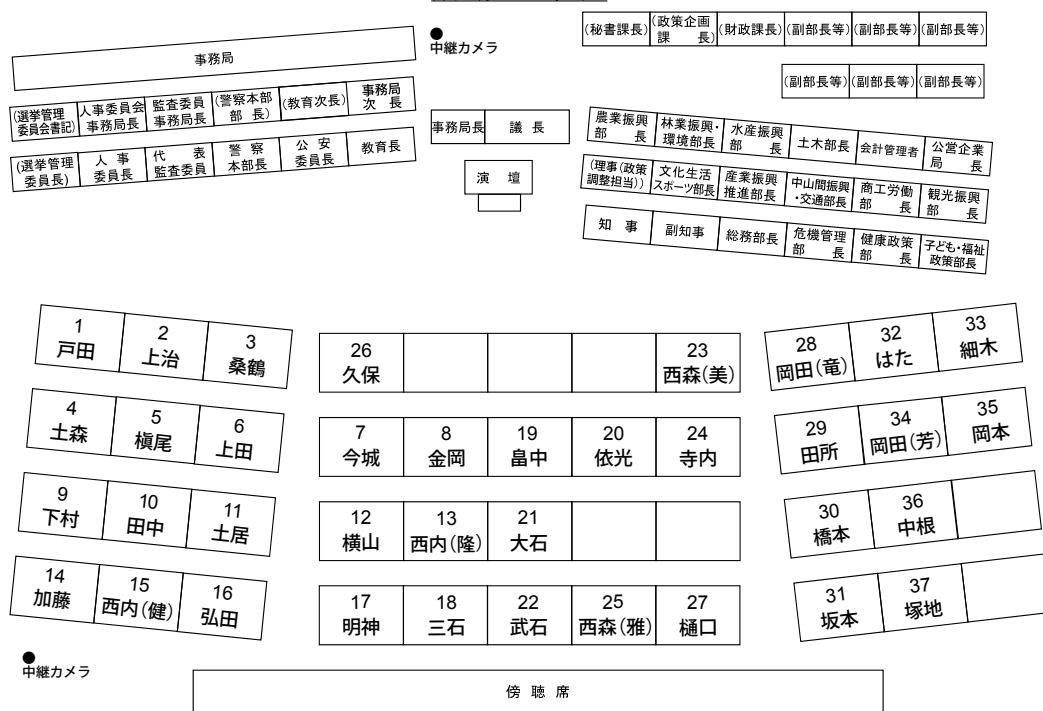 中継カメラ
事務局
(選挙管理
委員会書記)
人事委員会
事務局長
監査委員
事務局長
(警察本部
部長)
(教育次長)
事務局
次長
(選挙管理
委員長)
人事
委員長
代表
監査委員
警察
本部長
公安
委員長
教育長
事務局長
議長
演壇
(秘書課長)
(政策企画
課長)
(財政課長)
(副部長等)
(副部長等)
(副部長等)
(副部長等)
(副部長等)
(副部長等)
農業振興
部長
林業振興・
環境部長
水産振興
部長
土木部長
会計管理者
公営企業
局長
(理事(政策
調整担当))
文化生活
スポーツ部長
産業振興
推進部長
中山間振興
・交通部長
商工労働
部長
観光振興
部長
知事
副知事
総務部長
危機管理
部長
健康政策
部長
子ども・福祉
政策部長
1
戸田
2
上治
3
桑鶴
26
久保
23
西森(美)
28
岡田(竜)
32
はた
33
細木
4
土森
5
槇尾
6
上田
7
今城
8
金岡
19
畠中
20
依光
24
寺内
29
田所
34
岡田(芳)
35
岡本
9
下村
10
田中
11
土居
12
横山
13
西内(隆)
21
大石
30
橋本
36
中根
14
加藤
15
西内(健)
16
弘田
17
明神
18
三石
22
武石
25
西森(雅)
27
樋口
31
坂本
37
塚地
中継カメラ
傍聴席